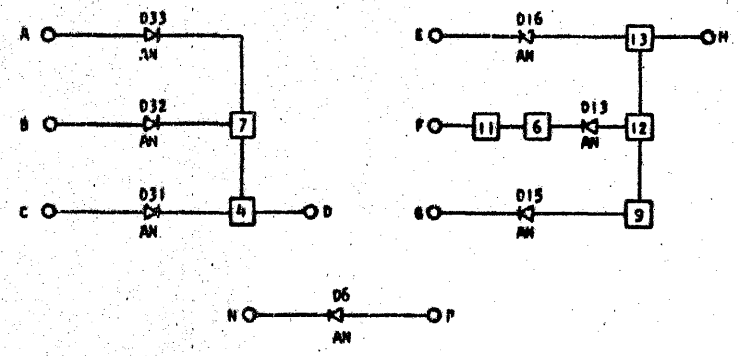 D33
A
AN
D32
B
7
AN
D31
C
4
D
AN
D16
E
13
H
AN
D13
F
11
6
12
AN
D15
G
9
AN
D6
N
P
AN